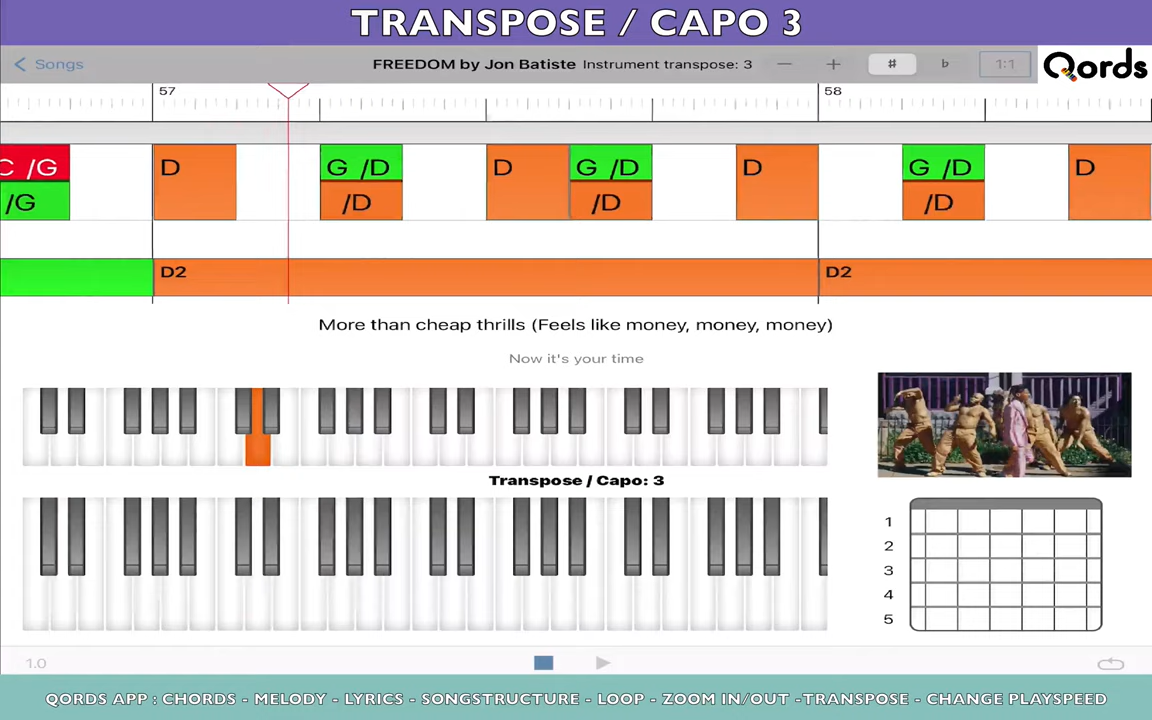 TRANSPOSE / CAPO 3
Songs
FREEDOM by Jon Batiste Instrument transpose: 3 − + # b 1:1
Qords
57 58
C /G D G /D D G /D D G /D D
/G /D /D /D
D2 D2
More than cheap thrills (Feels like money, money, money)
Now it's your time
Transpose / Capo: 3
1
2
3
4
5
1.0
QORDS APP : CHORDS - MELODY - LYRICS - SONGSTRUCTURE - LOOP - ZOOM IN/OUT -TRANSPOSE - CHANGE PLAYSPEED